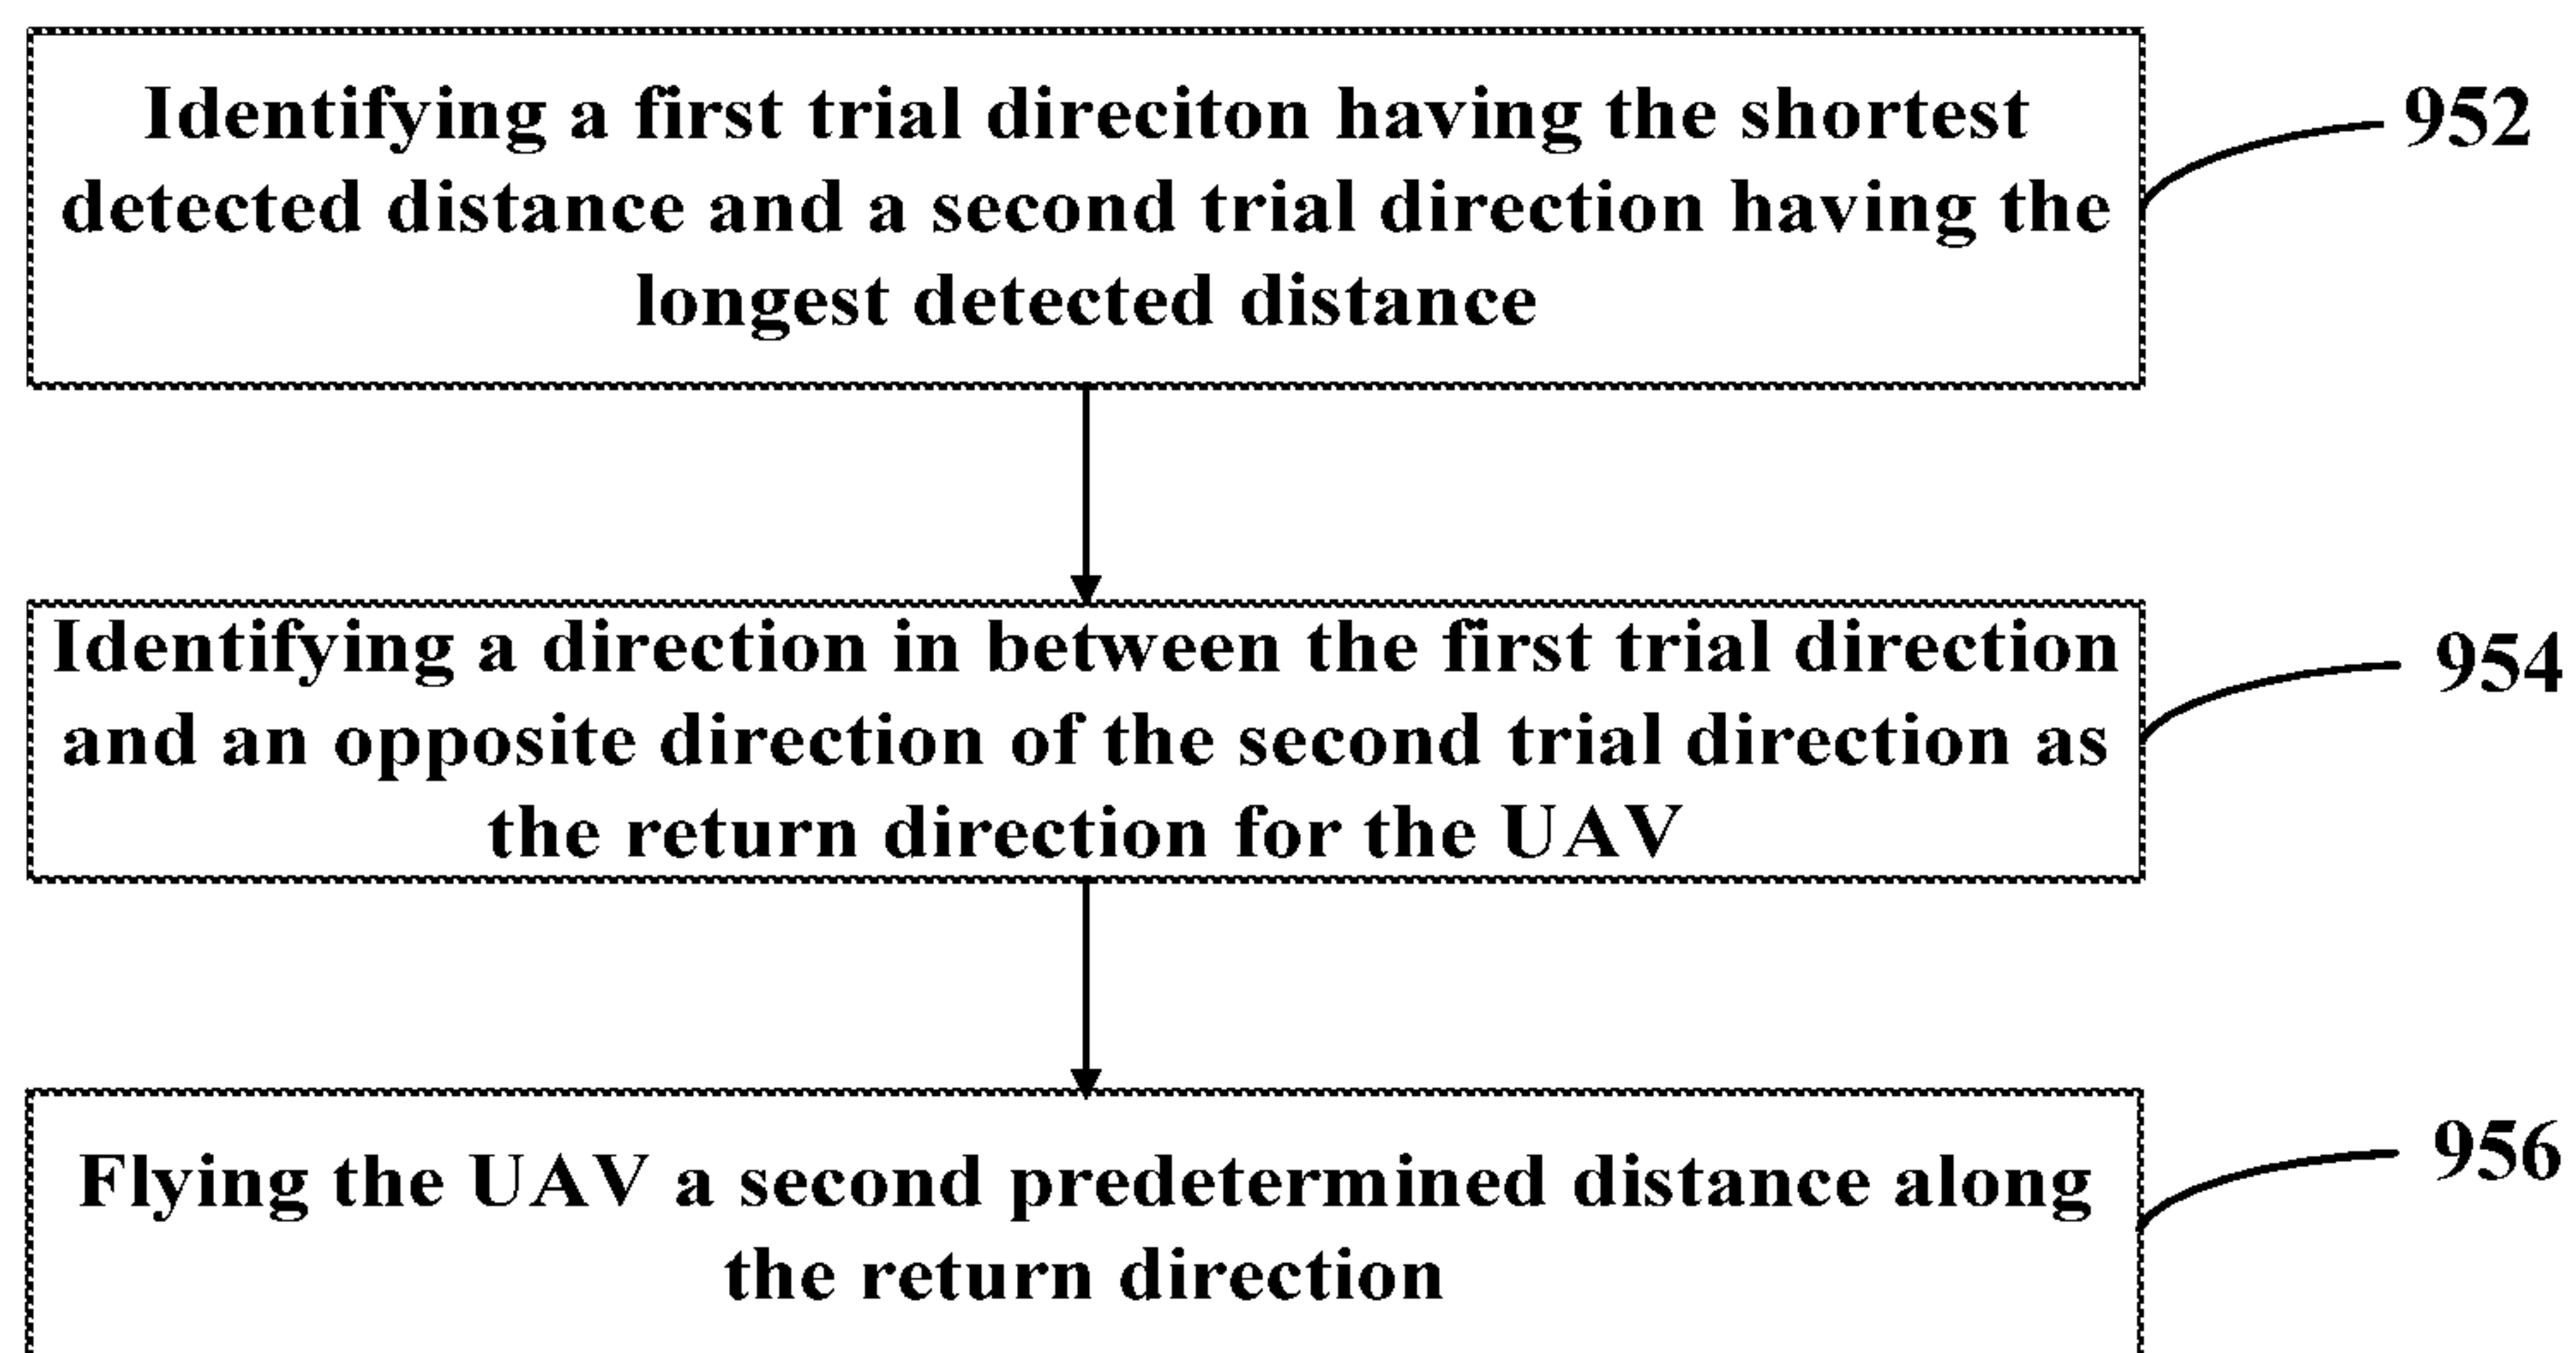 Identifying a first trial direciton having the shortest
detected distance and a second trial direction having the
longest detected distance
952
Identifying a direction in between the first trial direction
and an opposite direction of the second trial direction as
the return direction for the UAV
954
Flying the UAV a second predetermined distance along
the return direction
956